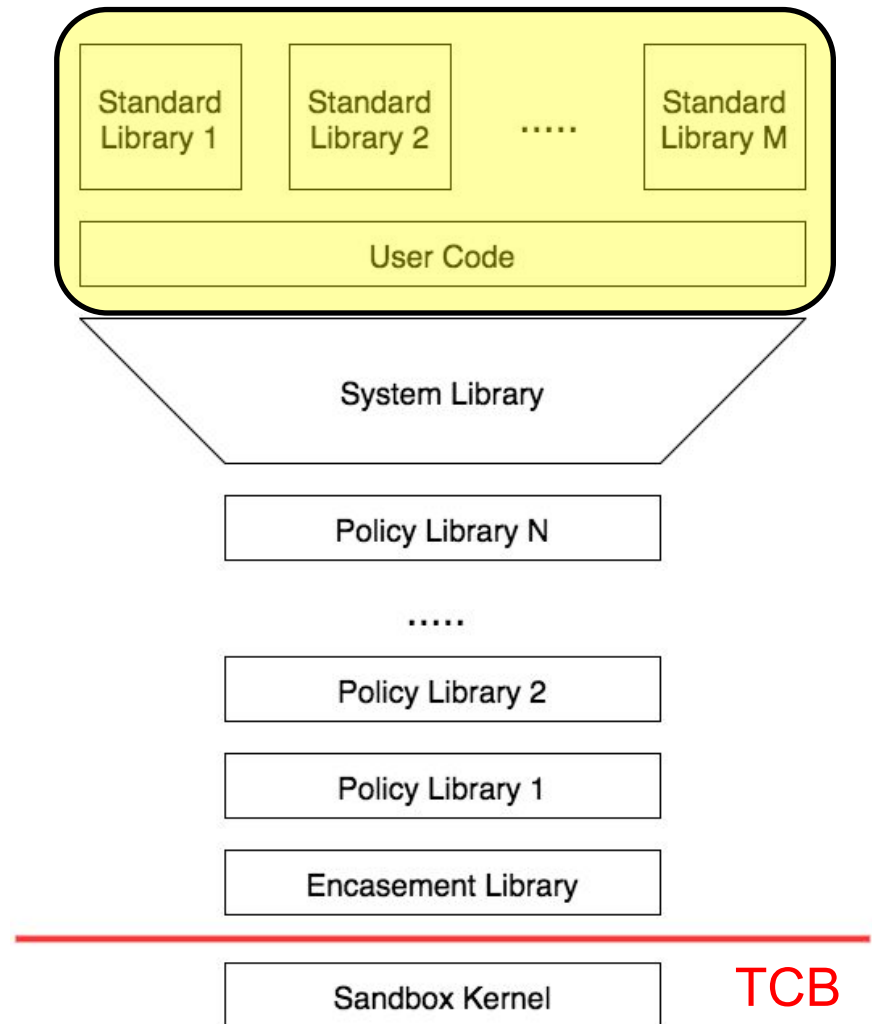 Standard
Library 1
Standard
Library 2
.....
Standard
Library M
User Code
System Library
Policy Library N
.....
Policy Library 2
Policy Library 1
Encasement Library
TCB
Sandbox Kernel